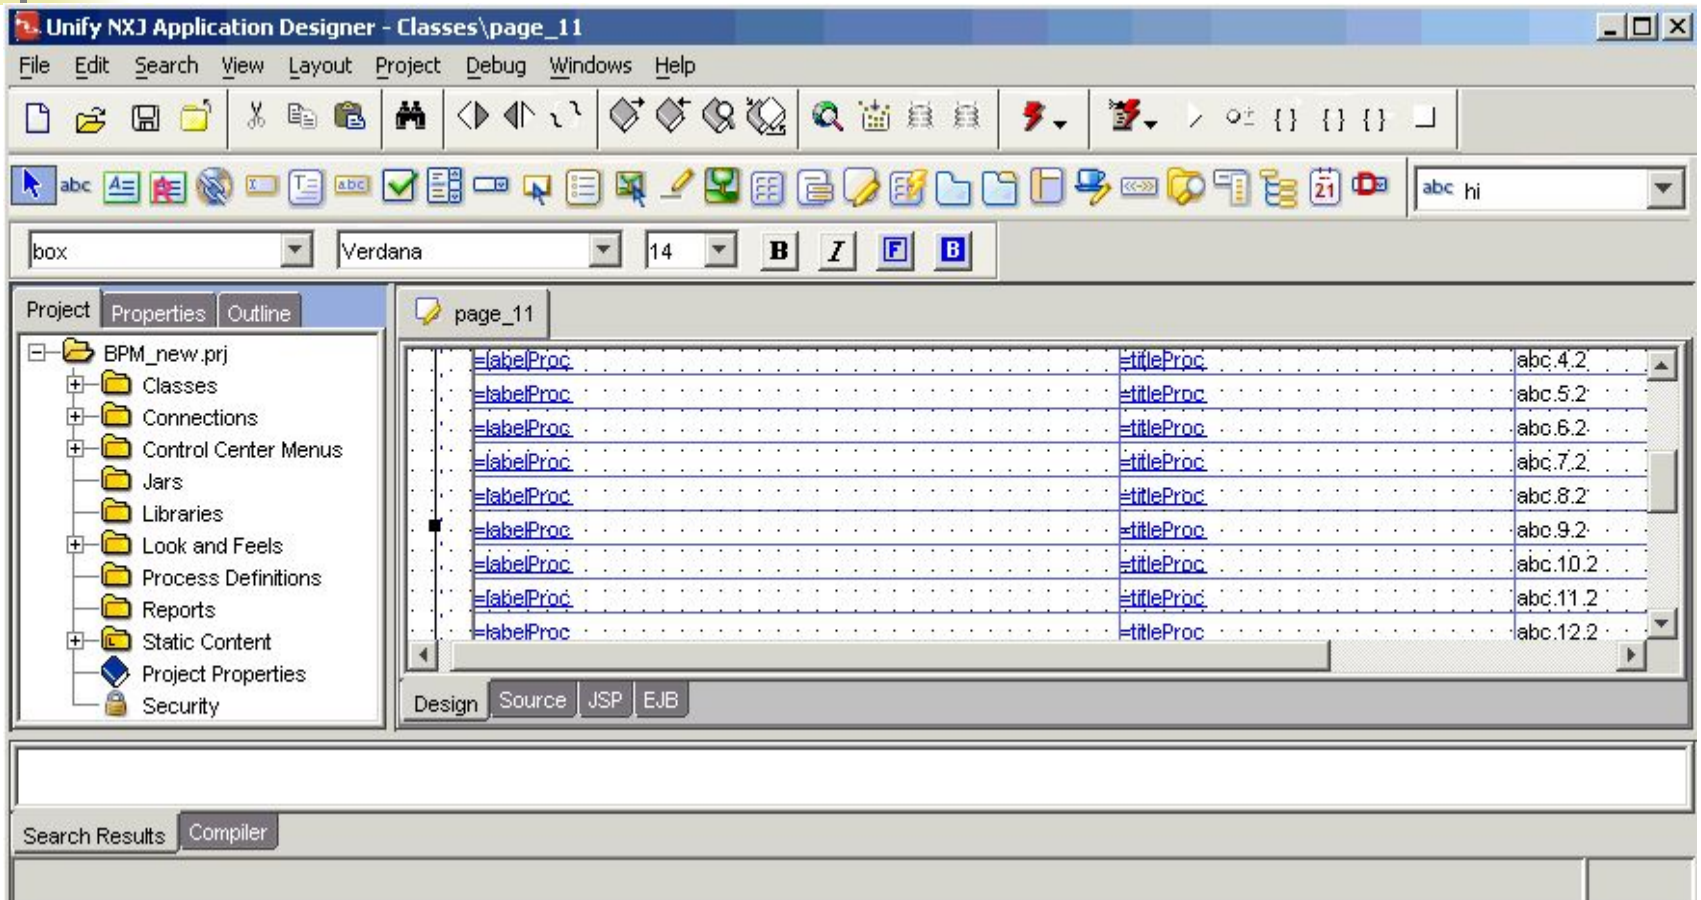 Unify NXJ Application Designer - Classes\page_11
File Edit Search View Layout Project Debug Windows Help
abc hi
box Verdana 14 B I F B
Project Properties Outline
page_11
BPM_new.prj
Classes
Connections
Control Center Menus
Jars
Libraries
Look and Feels
Process Definitions
Reports
Static Content
Project Properties
Security
=labelProc =titleProc abc.4.2
=labelProc =titleProc abc.5.2
=labelProc =titleProc abc.6.2
=labelProc =titleProc abc.7.2
=labelProc =titleProc abc.8.2
=labelProc =titleProc abc.9.2
=labelProc =titleProc abc.10.2
=labelProc =titleProc abc.11.2
=labelProc =titleProc abc.12.2
Design Source JSP EJB
Search Results Compiler